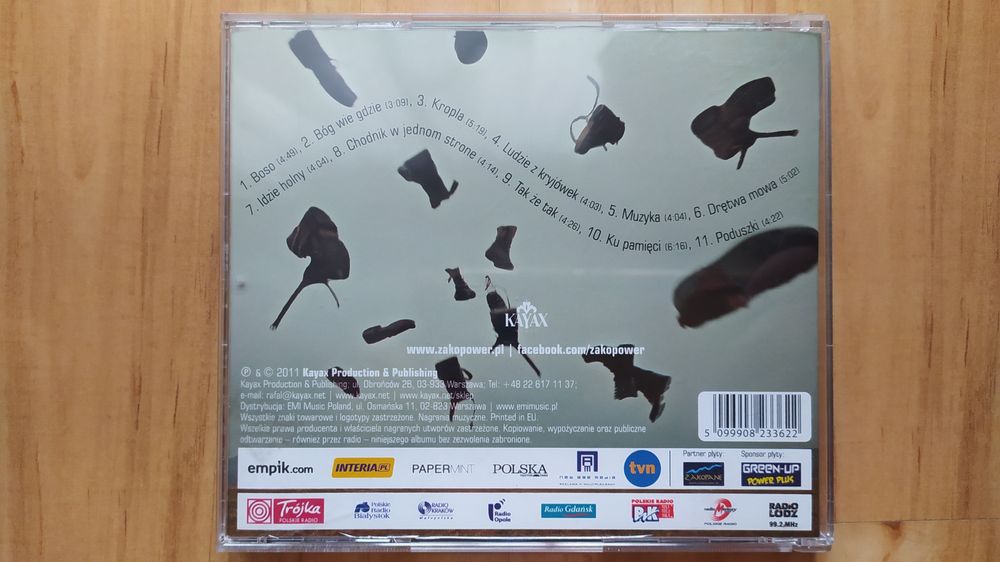 1. Boso (4:49), 2. Bóg wie gdzie (3:09), 3. Kropla (5:19), 4. Ludzie z kryjówek (4:03), 5. Muzyka (4:04), 6. Drętwa mowa (5:02)
7. Idzie holny (4:04), 8. Chodnik w jednom strone (4:14), 9. Tak że tak (4:26), 10. Ku pamięci (6:16), 11. Poduszki (4:22)
KAYAX
www.zakopower.pl | facebook.com/zakopower
Ⓟ & © 2011 Kayax Production & Publishing
Kayax Production & Publishing; ul. Obrońców 2B, 03-933 Warszawa; Tel: +48 22 617 11 37;
e-mail: rafal@kayax.net | www.kayax.net | www.kayax.net/sklep
Dystrybucja: EMI Music Poland, ul. Osmańska 11, 02-823 Warszawa | www.emimusic.pl
Wszystkie znaki towarowe i logotypy zastrzeżone. Nagrania muzyczne. Printed in EU.
Wszelkie prawa producenta i właściciela nagranych utworów zastrzeżone. Kopiowanie, wypożyczanie oraz publiczne
odtwarzanie – również przez radio – niniejszego albumu bez zezwolenia zabronione.
5 099908 233622
empik.com INTERIA.PL PAPERMINT POLSKA tvn
Partner płyty: ZAKOPANE
Sponsor płyty: GREEN-UP POWER PLUS
Trójka POLSKIE RADIO
Polskie Radio Białystok
RADIO KRAKÓW Małopolska
Radio Opole
Radio Gdańsk
POLSKIE RADIO PiK
POLSKIE RADIO
RADIO ŁÓDŹ 99.2 MHz